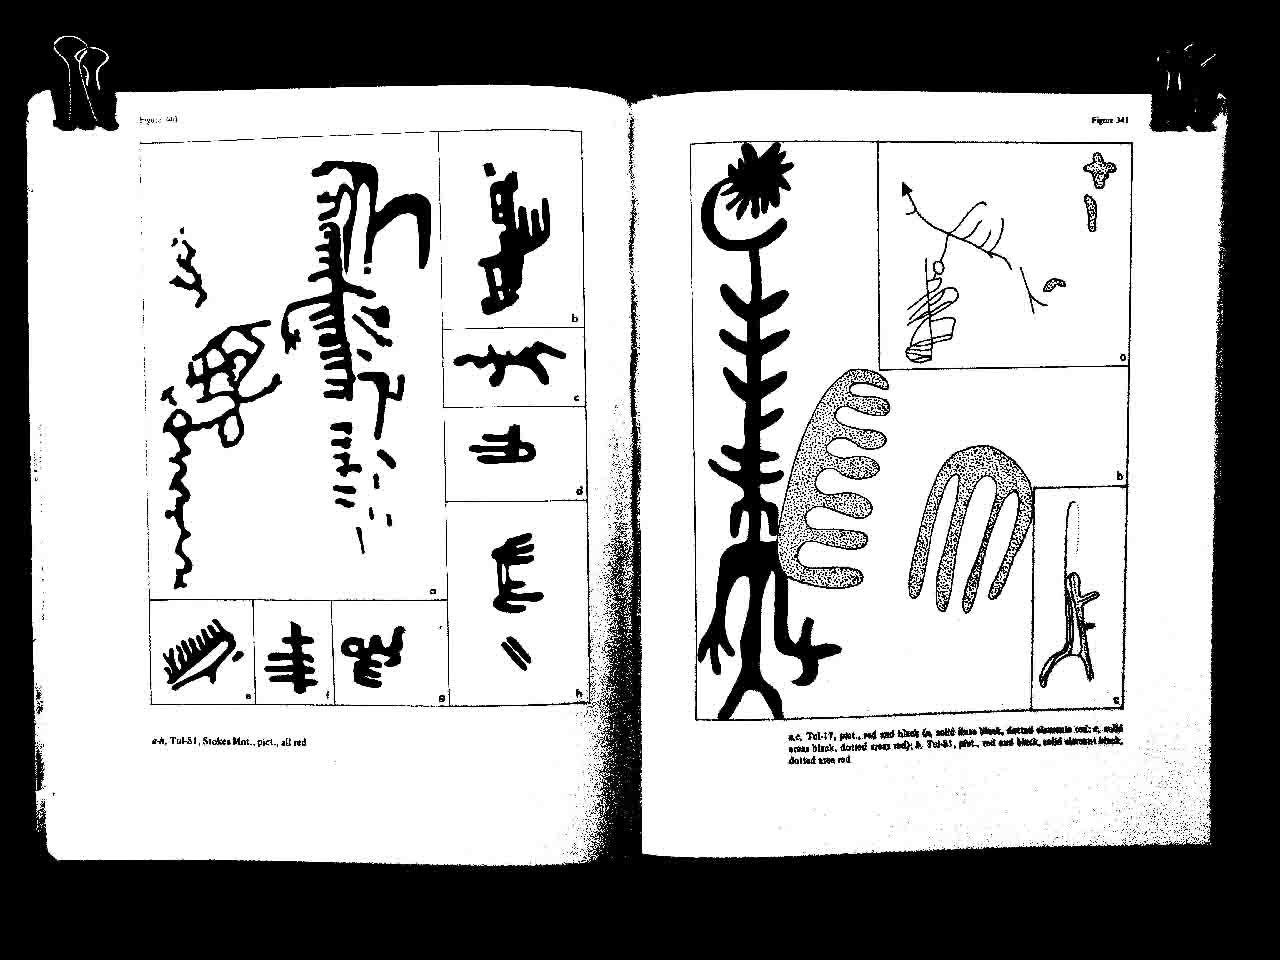 Figure 340
a
b
c
d
e
f
g
h
a-h, Tul-81, Stokes Mnt., pict., all red
Figure 341
a
b
c
a,c, Tul-17, pict., red and black (a, solid lines black, dotted elements red; c, solid
areas black, dotted areas red); b, Tul-81, pict., red and black, solid element black,
dotted area red